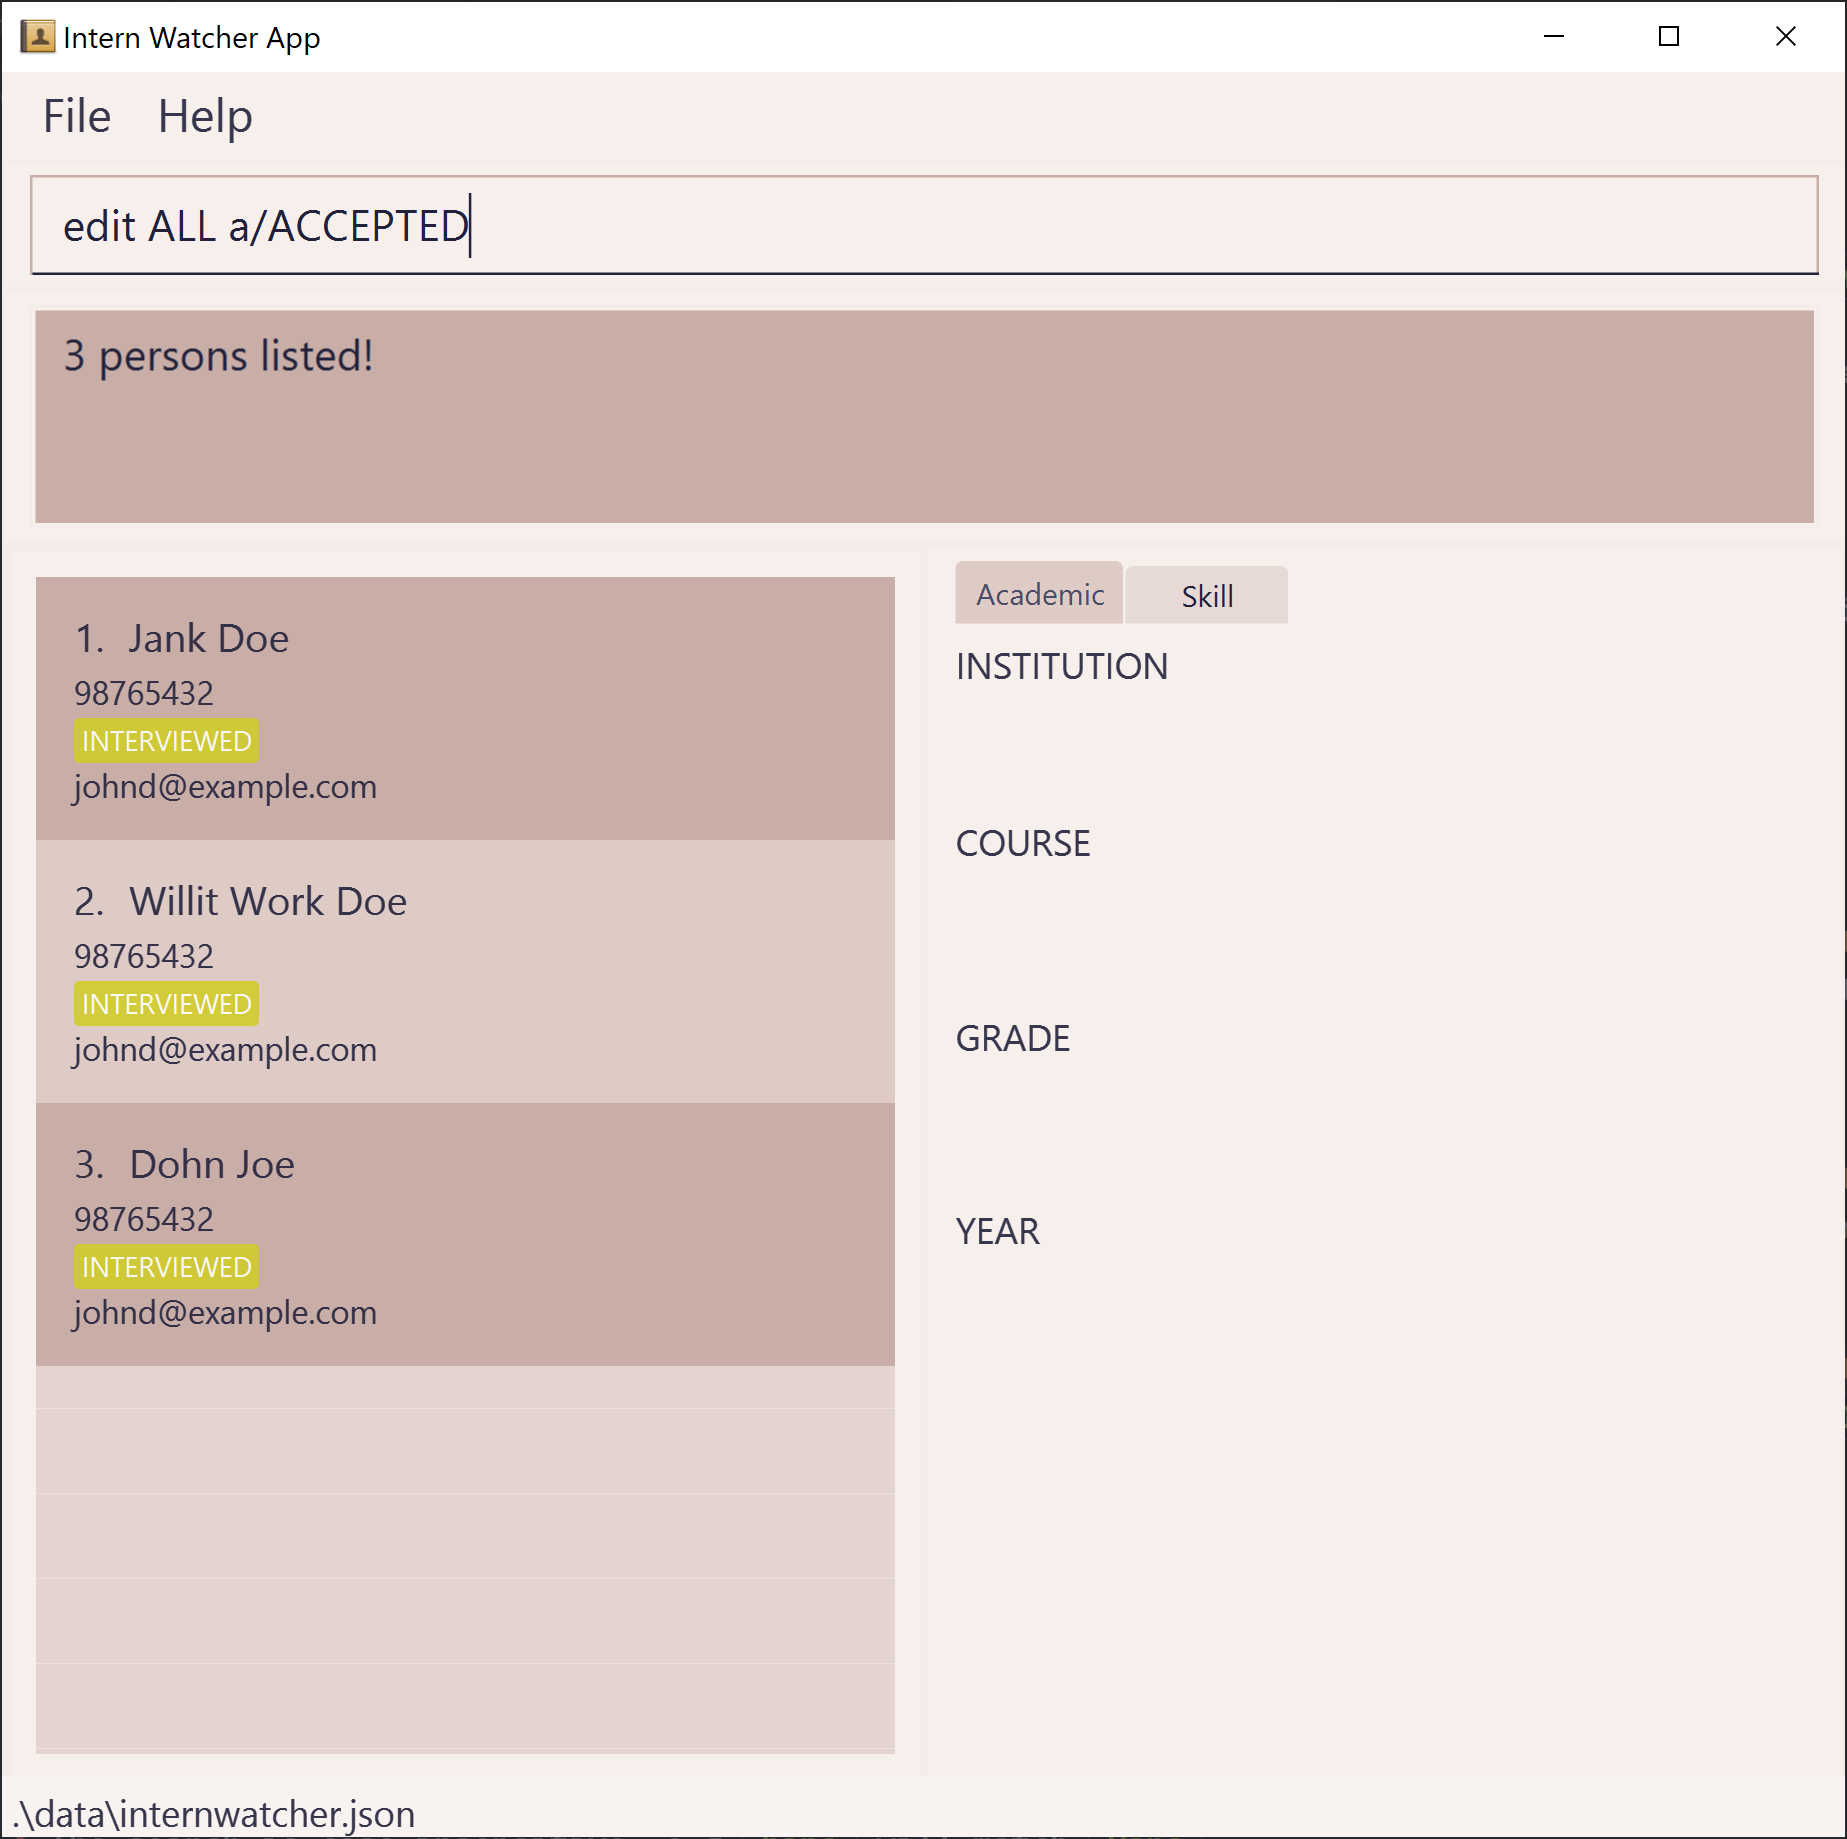 Intern Watcher App
File Help
edit ALL a/ACCEPTED
3 persons listed!
1. Jank Doe
98765432
INTERVIEWED
johnd@example.com
2. Willit Work Doe
98765432
INTERVIEWED
johnd@example.com
3. Dohn Joe
98765432
INTERVIEWED
johnd@example.com
Academic Skill
INSTITUTION
COURSE
GRADE
YEAR
.\data\internwatcher.json